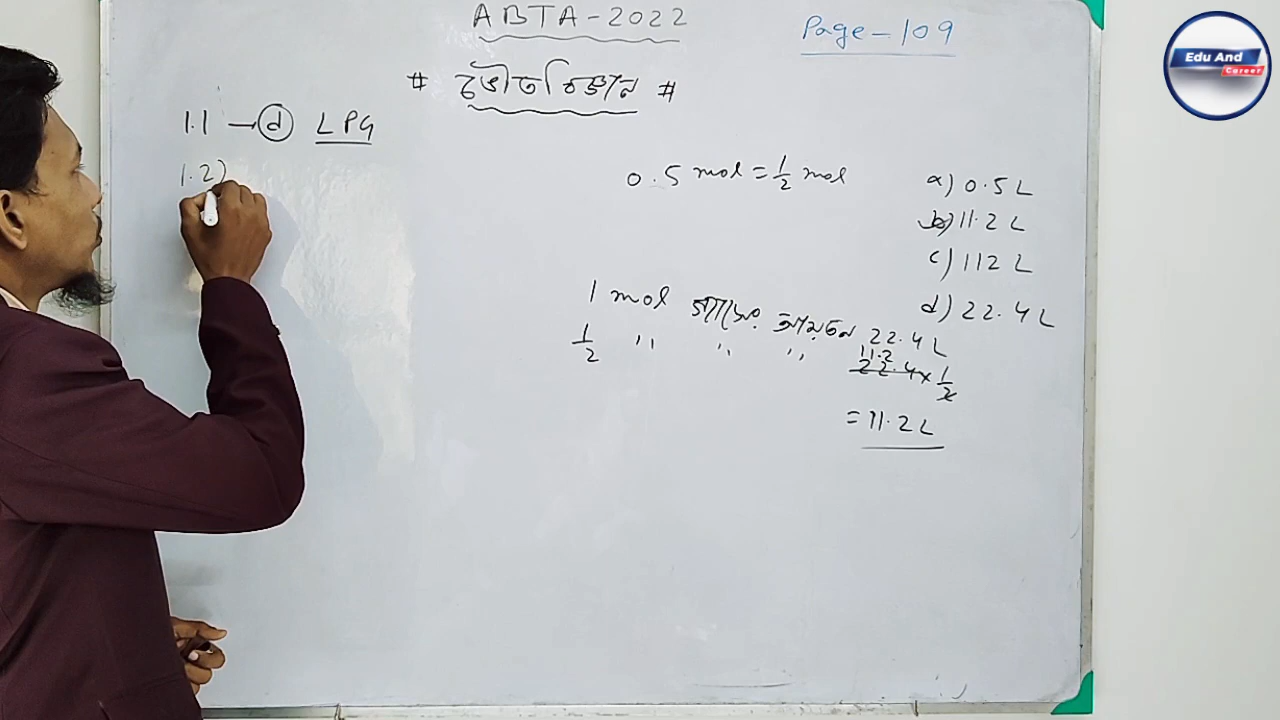 ABTA-2022
Page-109
# ভৌতবিজ্ঞান #
1.1 → d LPG
1.2)
0.5 mol = 1/2 mol
a) 0.5 L
b) 11.2 L
c) 112 L
d) 22.4 L
1 mol গ্যাসের আয়তন 22.4 L
1/2 " " " 22.4 × 1/2
11.2
= 11.2 L
Edu And
Career